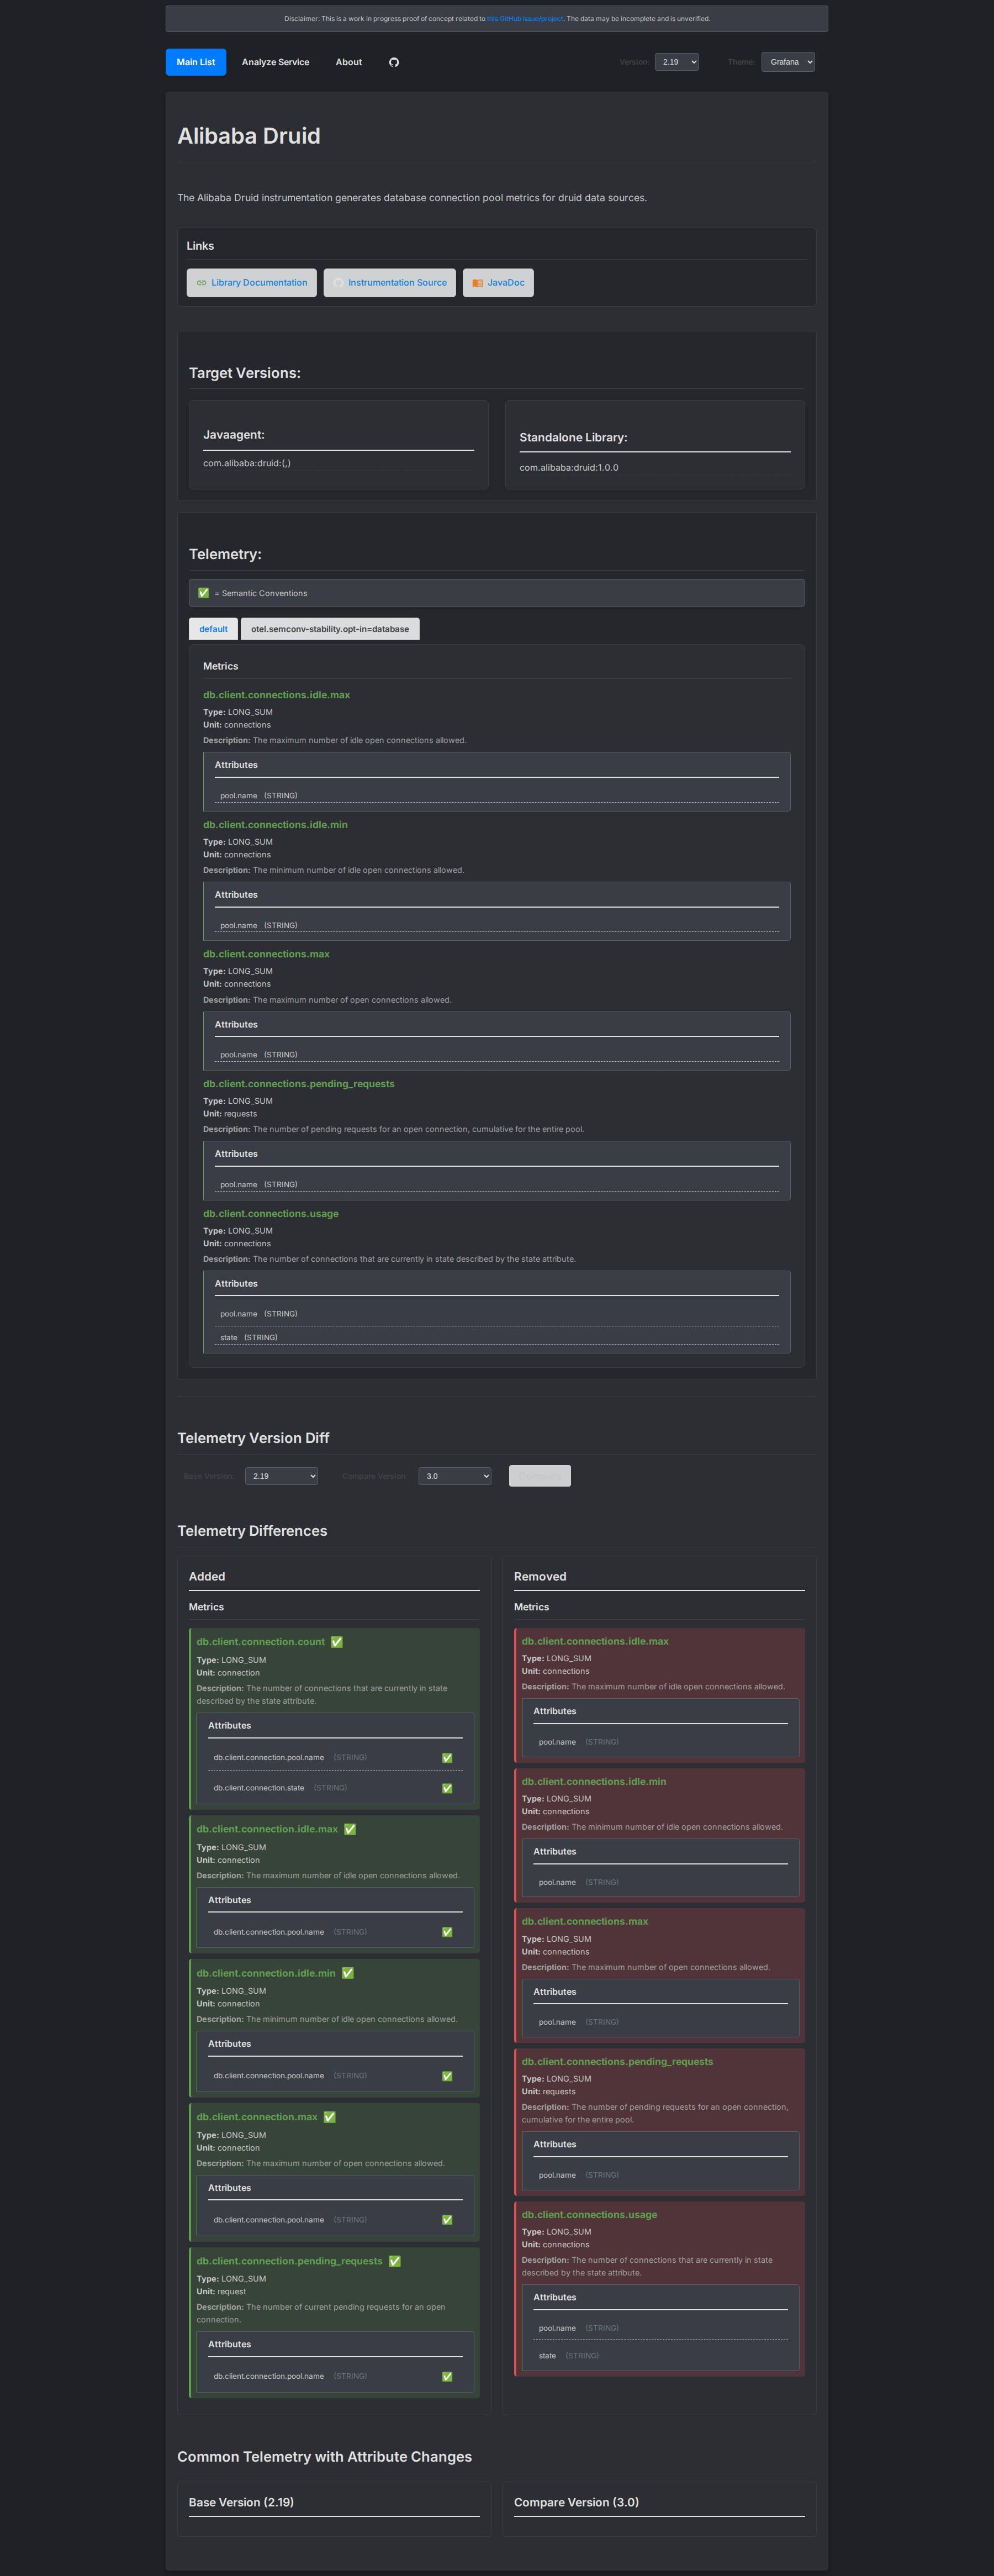 Disclaimer: This is a work in progress proof of concept related to this GitHub issue/project. The data may be incomplete and is unverified.
Main List
Analyze Service
About
Version:
2.19
Theme:
Grafana
Alibaba Druid
The Alibaba Druid instrumentation generates database connection pool metrics for druid data sources.
Links
Library Documentation
Instrumentation Source
JavaDoc
Target Versions:
Javaagent:
com.alibaba:druid:(,)
Standalone Library:
com.alibaba:druid:1.0.0
Telemetry:
✅ = Semantic Conventions
default
otel.semconv-stability.opt-in=database
Metrics
db.client.connections.idle.max
Type: LONG_SUM
Unit: connections
Description: The maximum number of idle open connections allowed.
Attributes
pool.name (STRING)
db.client.connections.idle.min
Type: LONG_SUM
Unit: connections
Description: The minimum number of idle open connections allowed.
Attributes
pool.name (STRING)
db.client.connections.max
Type: LONG_SUM
Unit: connections
Description: The maximum number of open connections allowed.
Attributes
pool.name (STRING)
db.client.connections.pending_requests
Type: LONG_SUM
Unit: requests
Description: The number of pending requests for an open connection, cumulative for the entire pool.
Attributes
pool.name (STRING)
db.client.connections.usage
Type: LONG_SUM
Unit: connections
Description: The number of connections that are currently in state described by the state attribute.
Attributes
pool.name (STRING)
state (STRING)
Telemetry Version Diff
Base Version:
2.19
Compare Version:
3.0
Telemetry Differences
Added
Metrics
db.client.connection.count ✅
Type: LONG_SUM
Unit: connection
Description: The number of connections that are currently in state
described by the state attribute.
Attributes
db.client.connection.pool.name (STRING) ✅
db.client.connection.state (STRING) ✅
db.client.connection.idle.max ✅
Type: LONG_SUM
Unit: connection
Description: The maximum number of idle open connections allowed.
Attributes
db.client.connection.pool.name (STRING) ✅
db.client.connection.idle.min ✅
Type: LONG_SUM
Unit: connection
Description: The minimum number of idle open connections allowed.
Attributes
db.client.connection.pool.name (STRING) ✅
db.client.connection.max ✅
Type: LONG_SUM
Unit: connection
Description: The maximum number of open connections allowed.
Attributes
db.client.connection.pool.name (STRING) ✅
db.client.connection.pending_requests ✅
Type: LONG_SUM
Unit: request
Description: The number of current pending requests for an open
connection.
Attributes
db.client.connection.pool.name (STRING) ✅
Removed
Metrics
db.client.connections.idle.max
Type: LONG_SUM
Unit: connections
Description: The maximum number of idle open connections allowed.
Attributes
pool.name (STRING)
db.client.connections.idle.min
Type: LONG_SUM
Unit: connections
Description: The minimum number of idle open connections allowed.
Attributes
pool.name (STRING)
db.client.connections.max
Type: LONG_SUM
Unit: connections
Description: The maximum number of open connections allowed.
Attributes
pool.name (STRING)
db.client.connections.pending_requests
Type: LONG_SUM
Unit: requests
Description: The number of pending requests for an open connection,
cumulative for the entire pool.
Attributes
pool.name (STRING)
db.client.connections.usage
Type: LONG_SUM
Unit: connections
Description: The number of connections that are currently in state
described by the state attribute.
Attributes
pool.name (STRING)
state (STRING)
Common Telemetry with Attribute Changes
Base Version (2.19)
Compare Version (3.0)